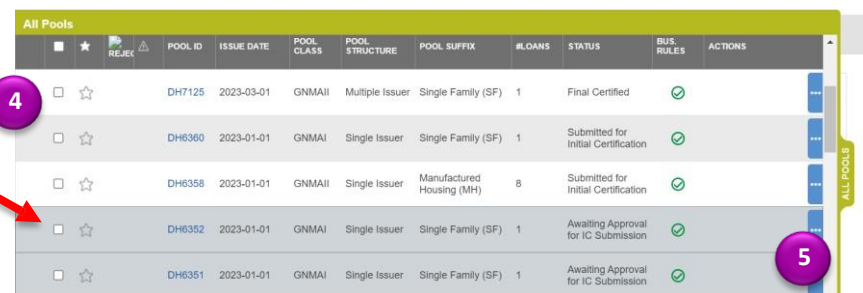 All Pools
★ REJEC ⚠ POOL ID ISSUE DATE POOL CLASS POOL STRUCTURE POOL SUFFIX #LOANS STATUS BUS. RULES ACTIONS
4
DH7125 2023-03-01 GNMAII Multiple Issuer Single Family (SF) 1 Final Certified
DH6360 2023-01-01 GNMAI Single Issuer Single Family (SF) 1 Submitted for Initial Certification
DH6358 2023-01-01 GNMAII Single Issuer Manufactured Housing (MH) 8 Submitted for Initial Certification
DH6352 2023-01-01 GNMAI Single Issuer Single Family (SF) 1 Awaiting Approval for IC Submission
DH6351 2023-01-01 GNMAI Single Issuer Single Family (SF) 1 Awaiting Approval for IC Submission
5
ALL POOLS